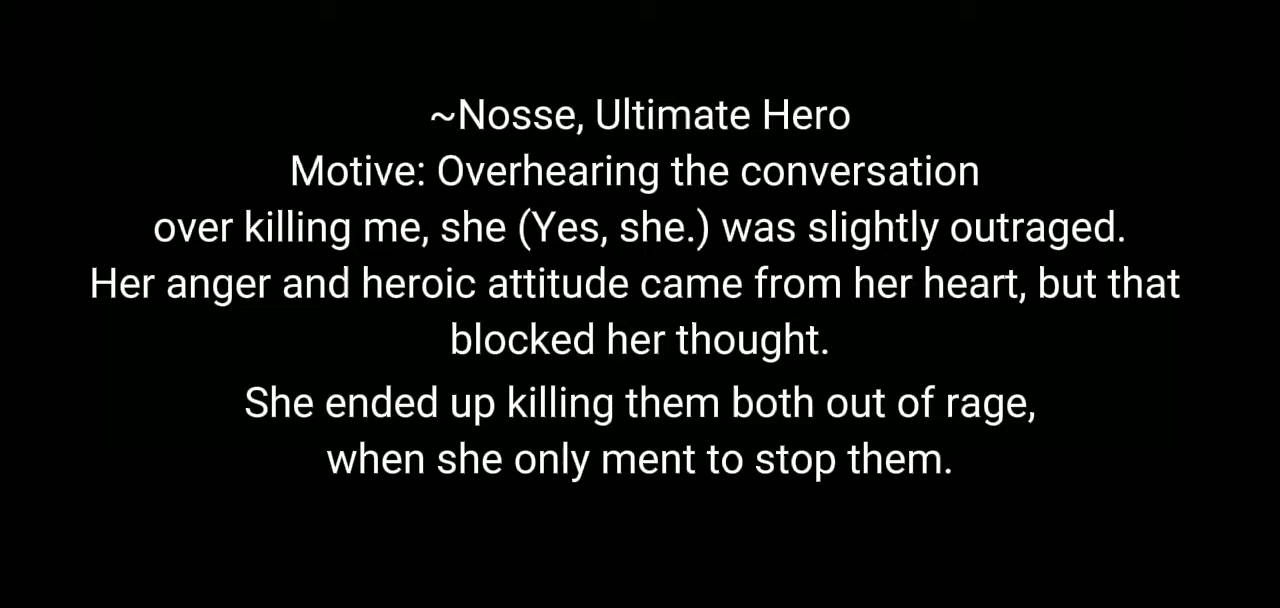 ~Nosse, Ultimate Hero
Motive: Overhearing the conversation
over killing me, she (Yes, she.) was slightly outraged.
Her anger and heroic attitude came from her heart, but that
blocked her thought.
She ended up killing them both out of rage,
when she only ment to stop them.